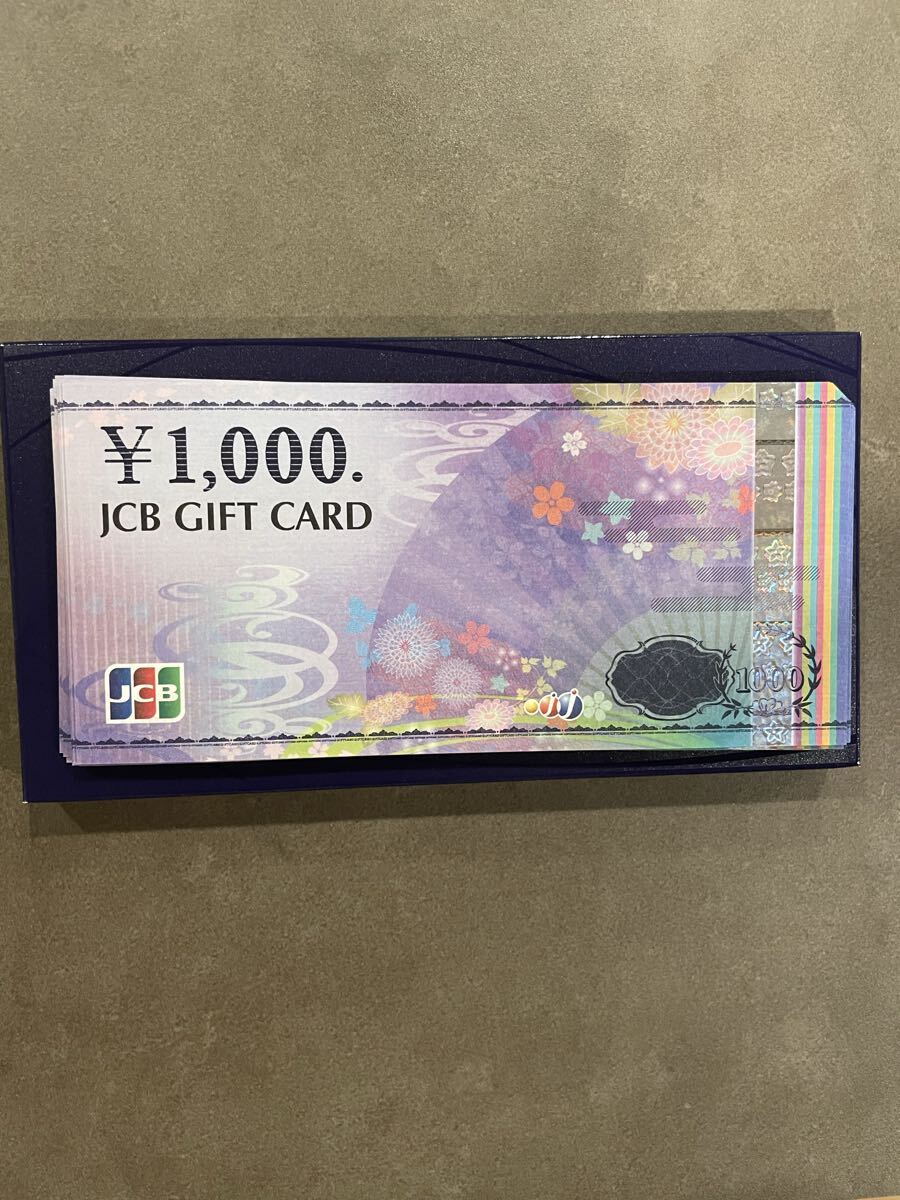 ¥1,000.
JCB GIFT CARD
JCB
1000